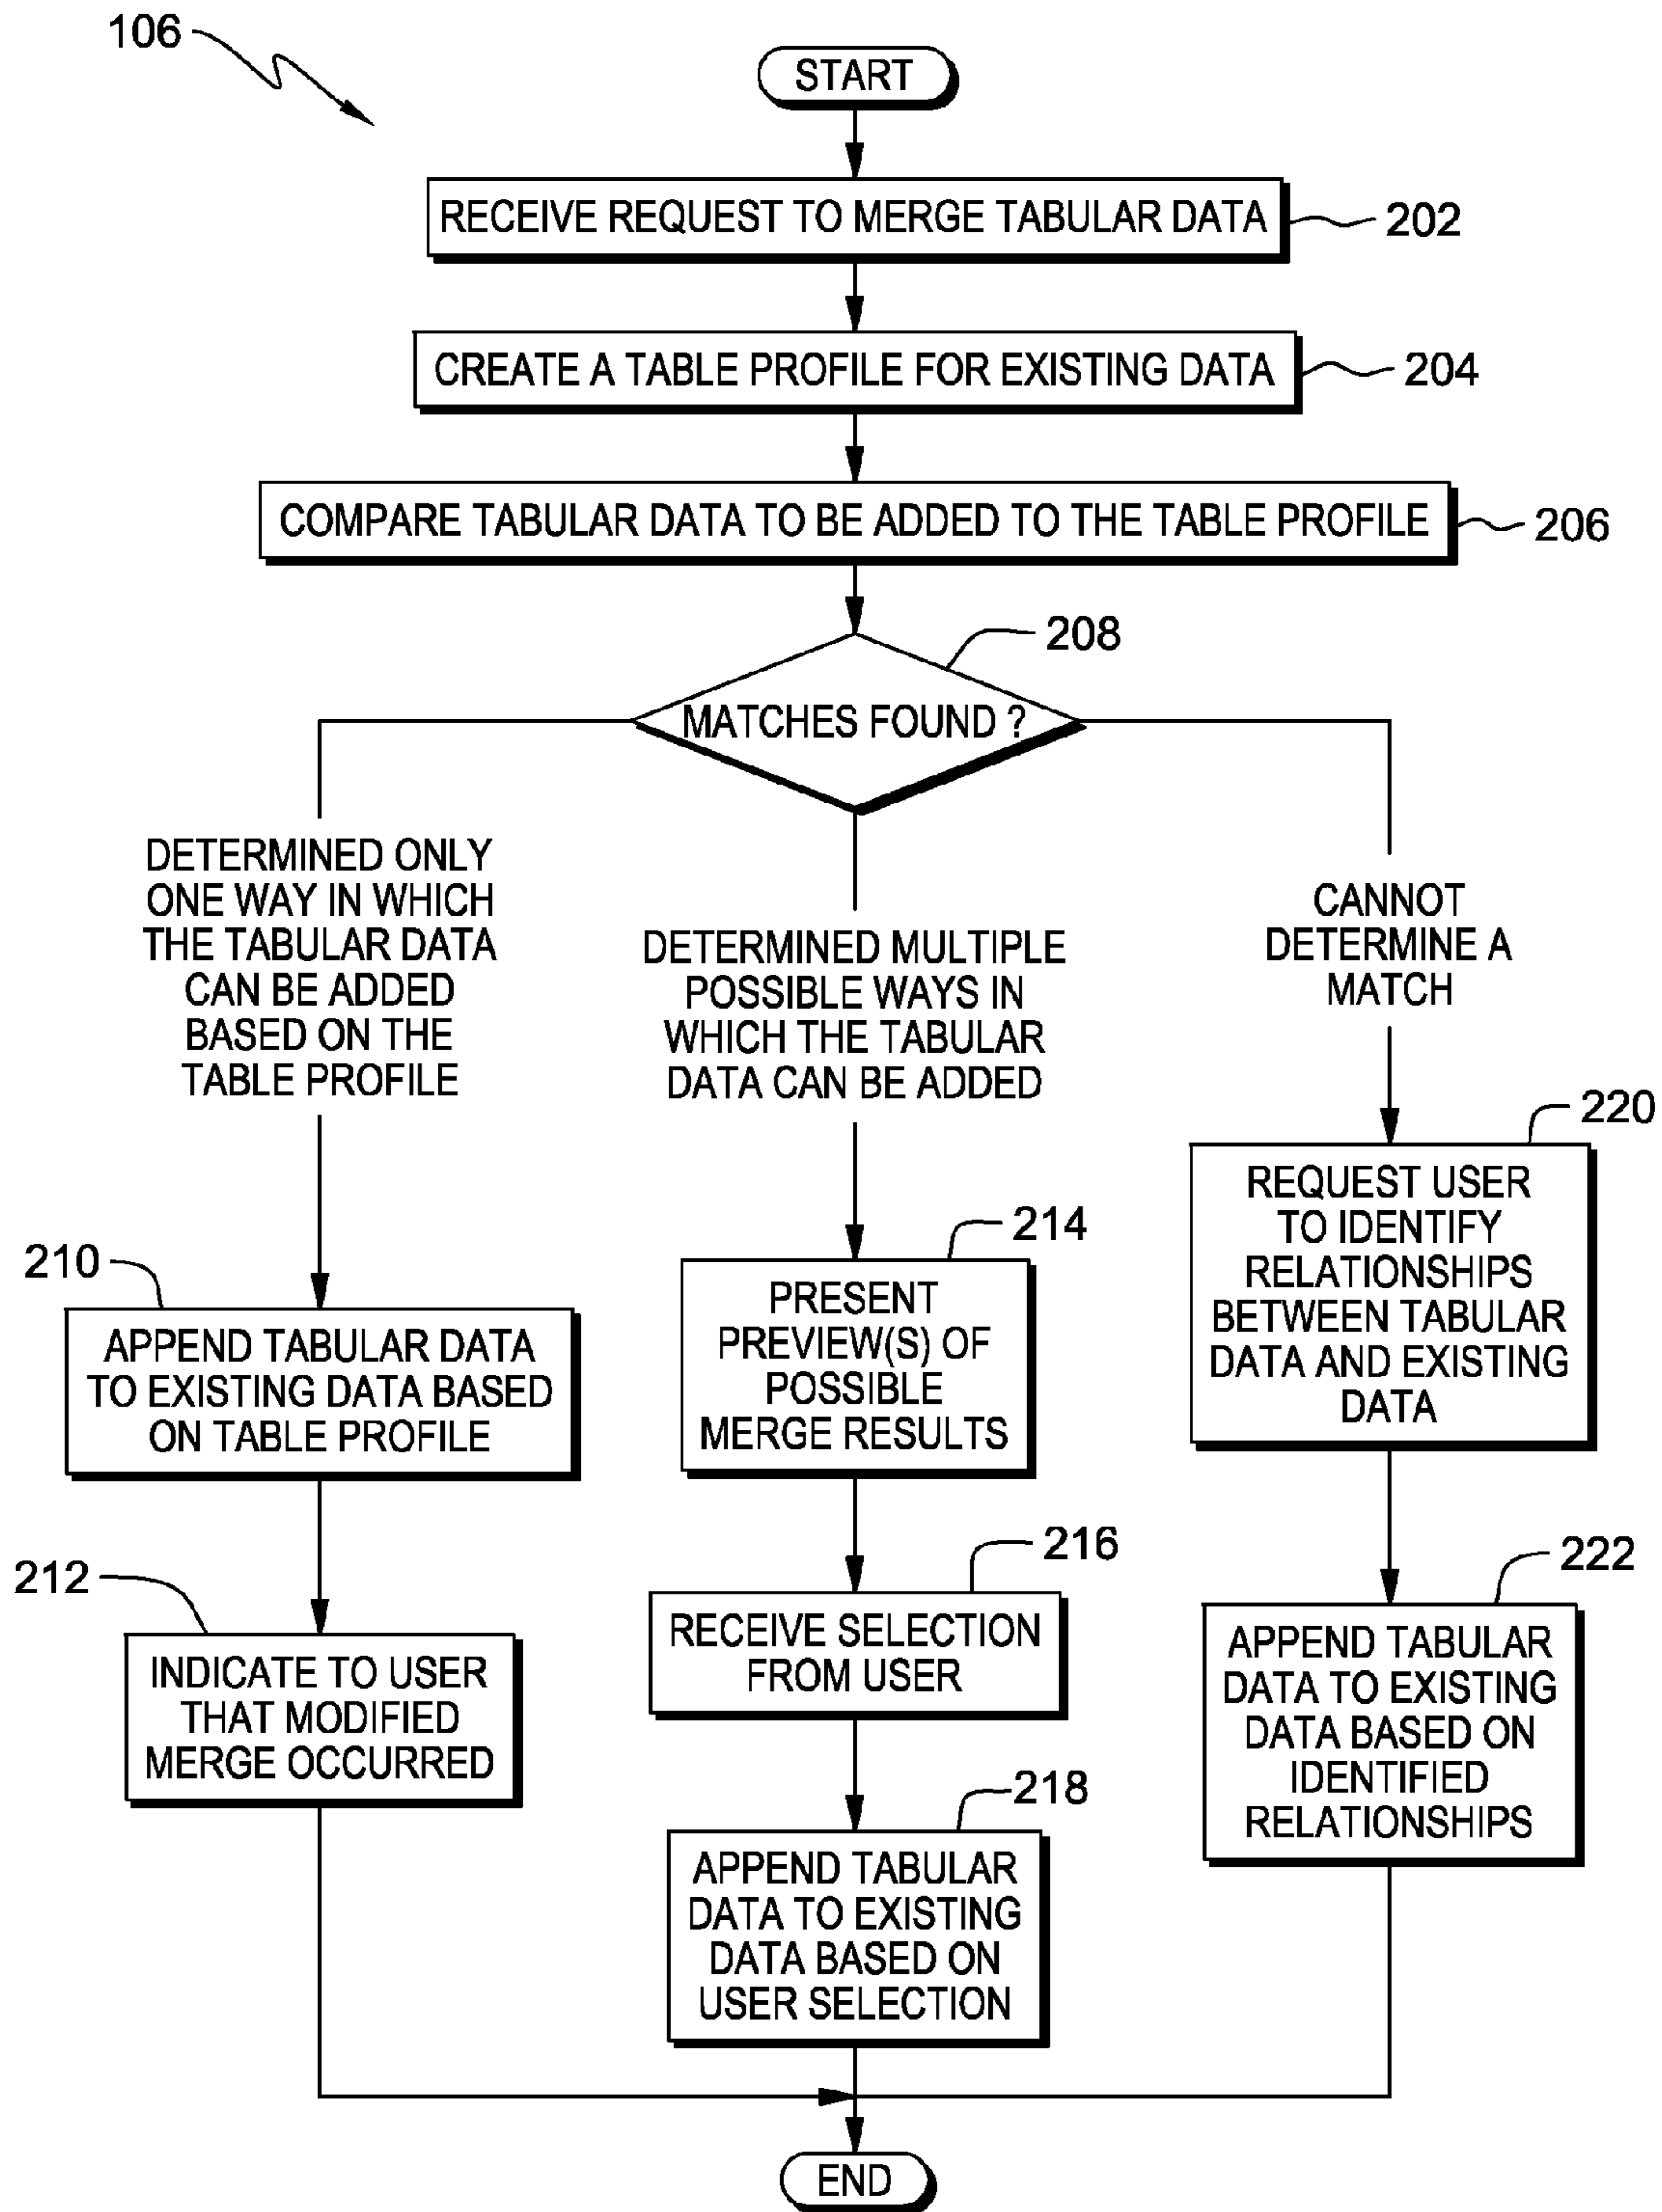 106
START
RECEIVE REQUEST TO MERGE TABULAR DATA
202
CREATE A TABLE PROFILE FOR EXISTING DATA
204
COMPARE TABULAR DATA TO BE ADDED TO THE TABLE PROFILE
206
208
MATCHES FOUND ?
DETERMINED ONLY
ONE WAY IN WHICH
THE TABULAR DATA
CAN BE ADDED
BASED ON THE
TABLE PROFILE
DETERMINED MULTIPLE
POSSIBLE WAYS IN
WHICH THE TABULAR
DATA CAN BE ADDED
CANNOT
DETERMINE A
MATCH
210
APPEND TABULAR DATA
TO EXISTING DATA BASED
ON TABLE PROFILE
212
INDICATE TO USER
THAT MODIFIED
MERGE OCCURRED
214
PRESENT
PREVIEW(S) OF
POSSIBLE
MERGE RESULTS
216
RECEIVE SELECTION
FROM USER
218
APPEND TABULAR
DATA TO EXISTING
DATA BASED ON
USER SELECTION
220
REQUEST USER
TO IDENTIFY
RELATIONSHIPS
BETWEEN TABULAR
DATA AND EXISTING
DATA
222
APPEND TABULAR
DATA TO EXISTING
DATA BASED ON
IDENTIFIED
RELATIONSHIPS
END